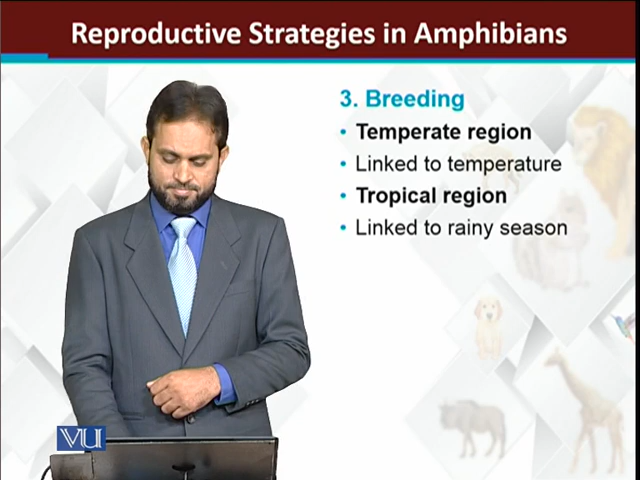 Reproductive Strategies in Amphibians
3. Breeding
• Temperate region
• Linked to temperature
• Tropical region
• Linked to rainy season
VU